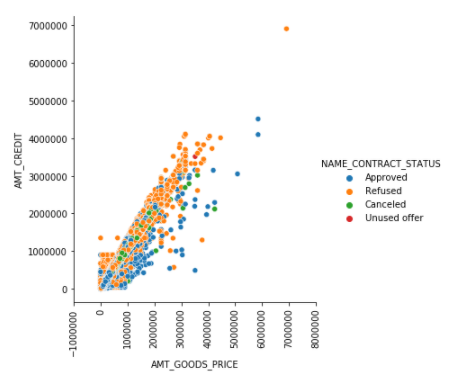 7000000
6000000
5000000
4000000
3000000
2000000
1000000
0
AMT_CREDIT
-1000000
0
1000000
2000000
3000000
4000000
5000000
6000000
7000000
8000000
AMT_GOODS_PRICE
NAME_CONTRACT_STATUS
Approved
Refused
Canceled
Unused offer